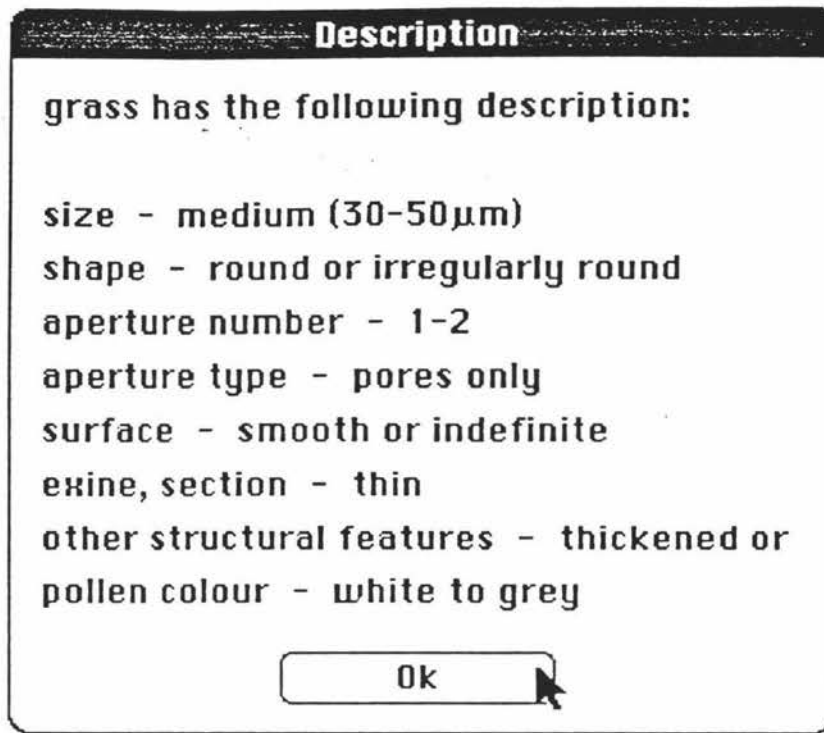 Description
grass has the following description:
size - medium (30-50µm)
shape - round or irregularly round
aperture number - 1-2
aperture type - pores only
surface - smooth or indefinite
exine, section - thin
other structural features - thickened or
pollen colour - white to grey
Ok